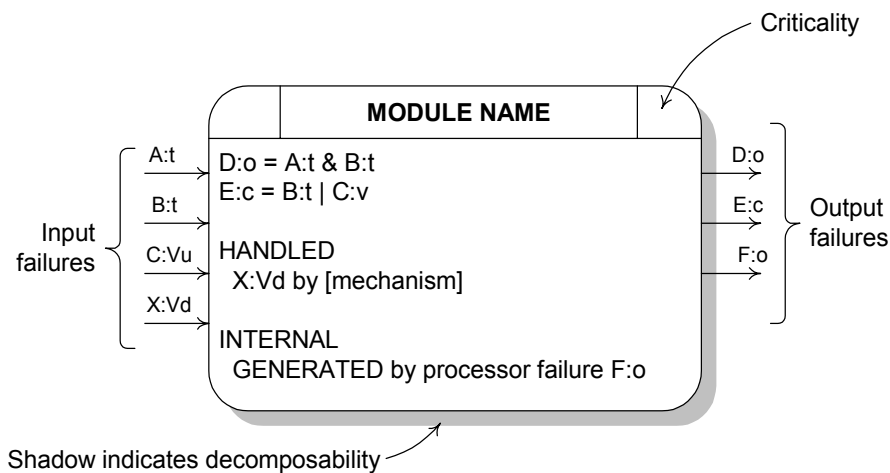 Criticality
MODULE NAME
A:t
B:t
C:Vu
X:Vd
Input
failures
D:o = A:t & B:t
E:c = B:t | C:v
HANDLED
X:Vd by [mechanism]
INTERNAL
GENERATED by processor failure F:o
D:o
E:c
F:o
Output
failures
Shadow indicates decomposability